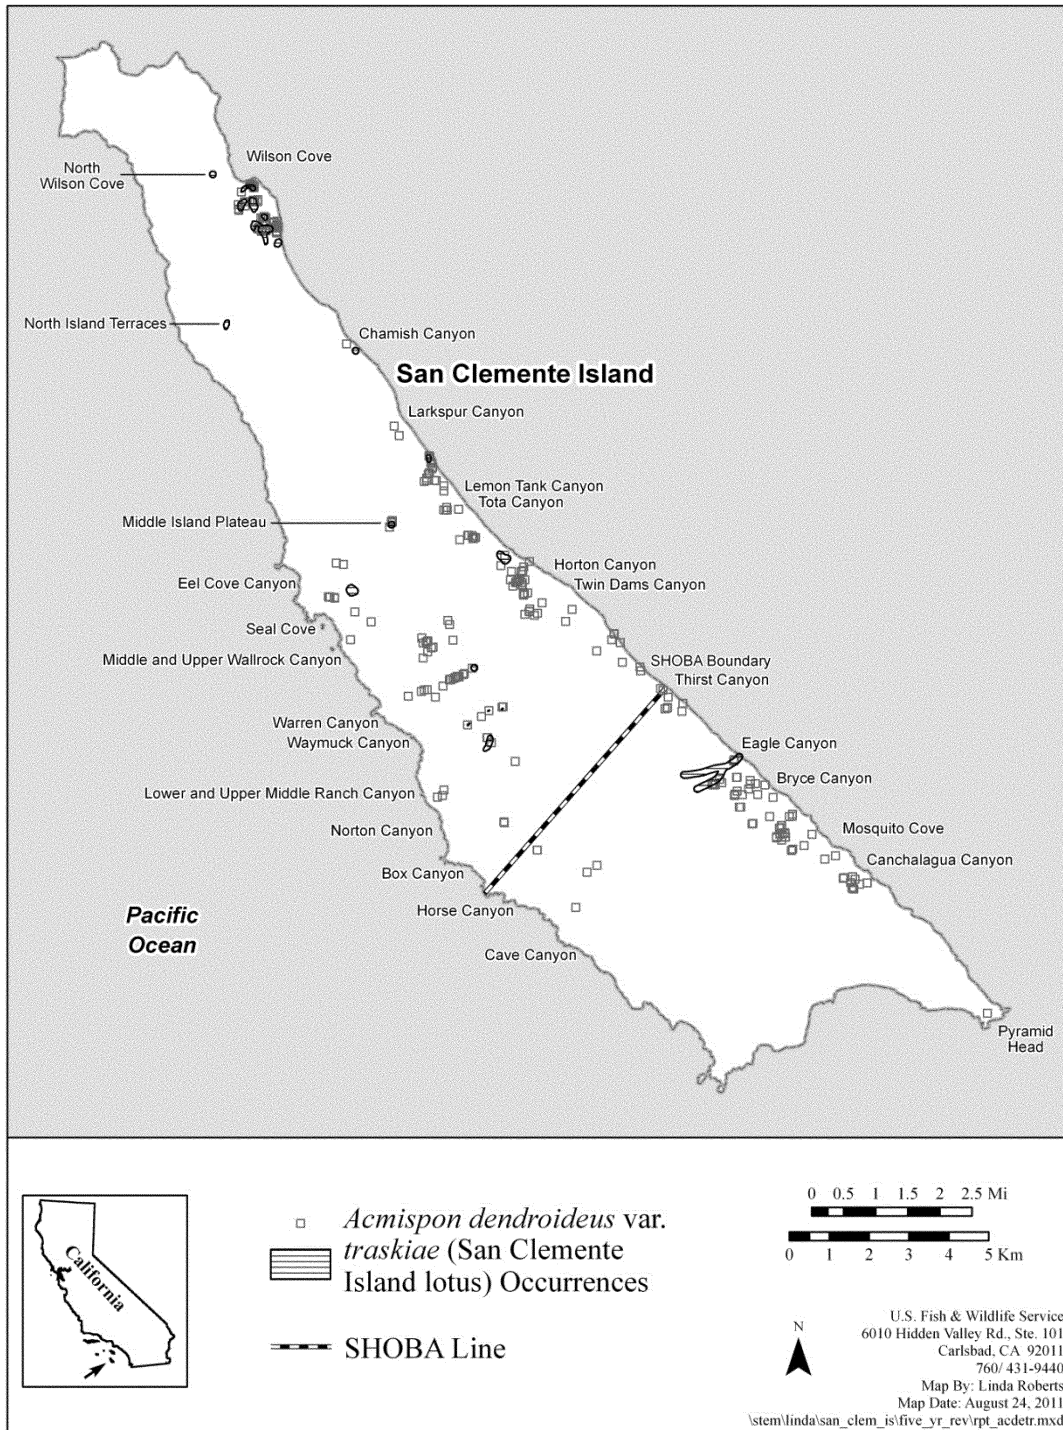 Wilson Cove
North
Wilson Cove
North Island Terraces
Chamish Canyon
San Clemente Island
Larkspur Canyon
Lemon Tank Canyon
Tota Canyon
Middle Island Plateau
Horton Canyon
Twin Dams Canyon
Eel Cove Canyon
Seal Cove
Middle and Upper Wallrock Canyon
SHOBA Boundary
Thirst Canyon
Warren Canyon
Waymuck Canyon
Eagle Canyon
Bryce Canyon
Lower and Upper Middle Ranch Canyon
Norton Canyon
Mosquito Cove
Box Canyon
Canchalagua Canyon
Horse Canyon
Pacific
Ocean
Cave Canyon
Pyramid
Head
California
Acmispon dendroideus var.
traskiae (San Clemente
Island lotus) Occurrences
SHOBA Line
0 0.5 1 1.5 2 2.5 Mi
0 1 2 3 4 5 Km
N
U.S. Fish & Wildlife Service
6010 Hidden Valley Rd., Ste. 101
Carlsbad, CA 92011
760/ 431-9440
Map By: Linda Roberts
Map Date: August 24, 2011
\stem\linda\san_clem_is\five_yr_rev\rpt_acdetr.mxd